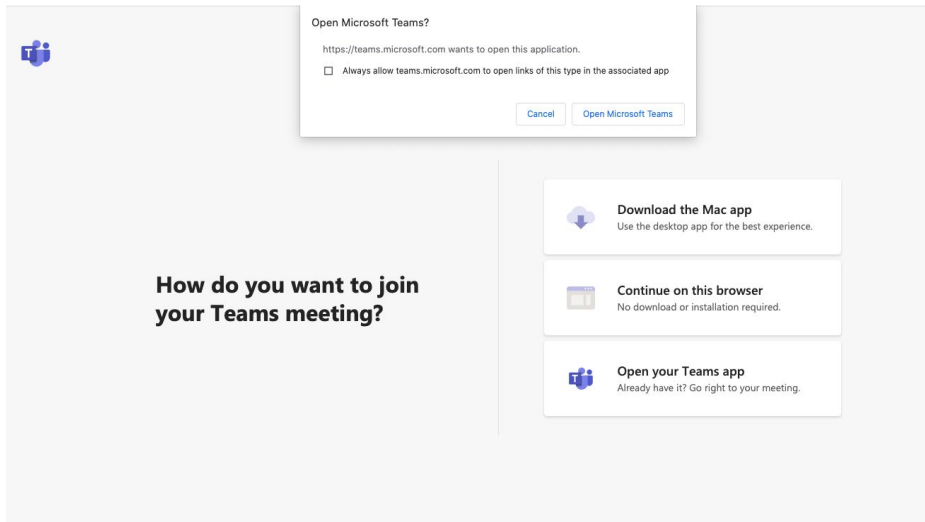 Open Microsoft Teams?
https://teams.microsoft.com wants to open this application.
Always allow teams.microsoft.com to open links of this type in the associated app
Cancel
Open Microsoft Teams
T
How do you want to join
your Teams meeting?
Download the Mac app
Use the desktop app for the best experience.
Continue on this browser
No download or installation required.
T
Open your Teams app
Already have it? Go right to your meeting.